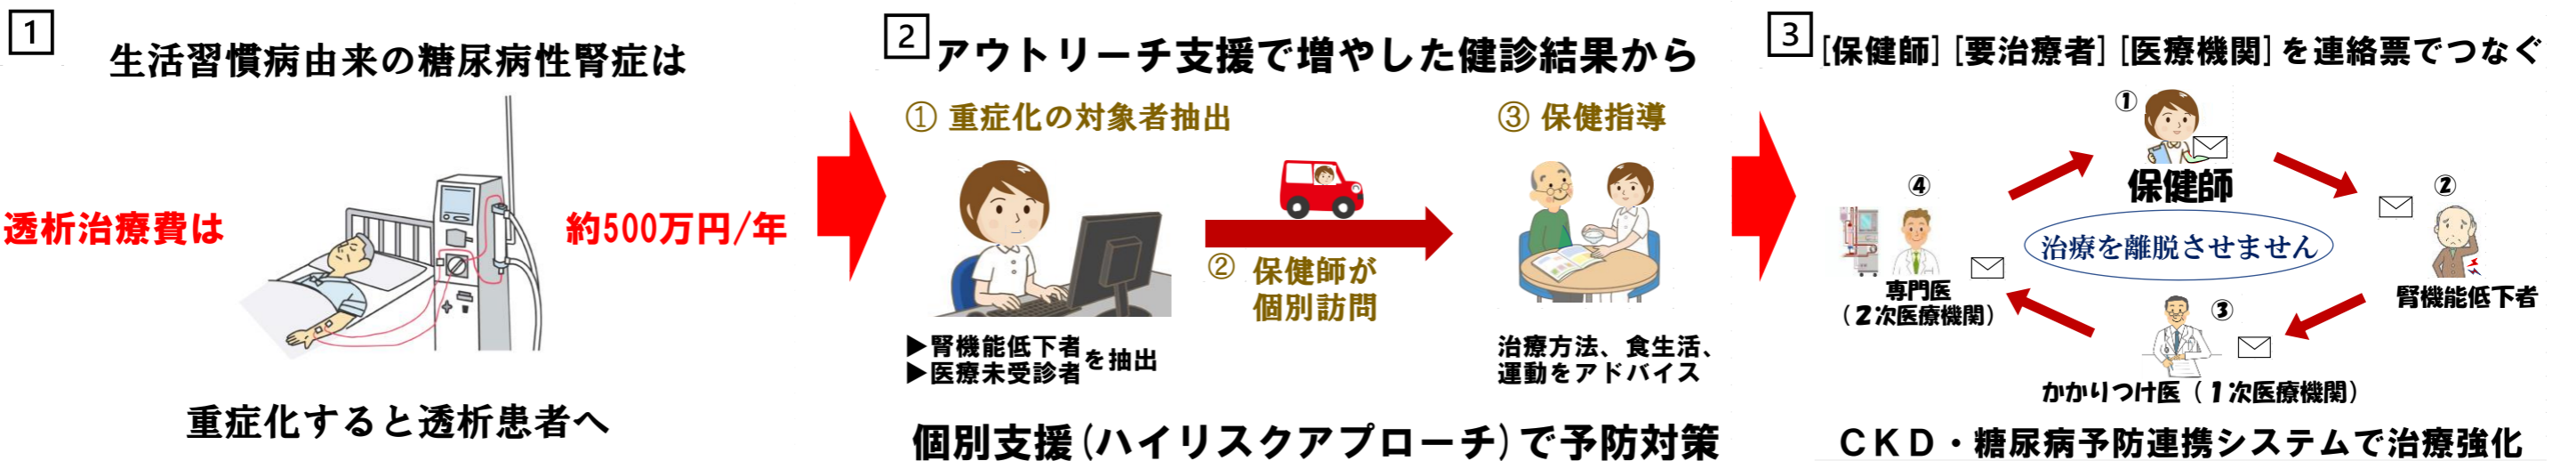 1
生活習慣病由来の糖尿病性腎症は
透析治療費は
約500万円/年
重症化すると透析患者へ
2
アウトリーチ支援で増やした健診結果から
① 重症化の対象者抽出
② 保健師が
個別訪問
③ 保健指導
▶腎機能低下者
▶医療未受診者
を抽出
治療方法、食生活、
運動をアドバイス
個別支援(ハイリスクアプローチ)で予防対策
3
[保健師][要治療者][医療機関]を連絡票でつなぐ
①
保健師
②
腎機能低下者
③
かかりつけ医(1次医療機関)
④
専門医
(2次医療機関)
治療を離脱させません
CKD・糖尿病予防連携システムで治療強化